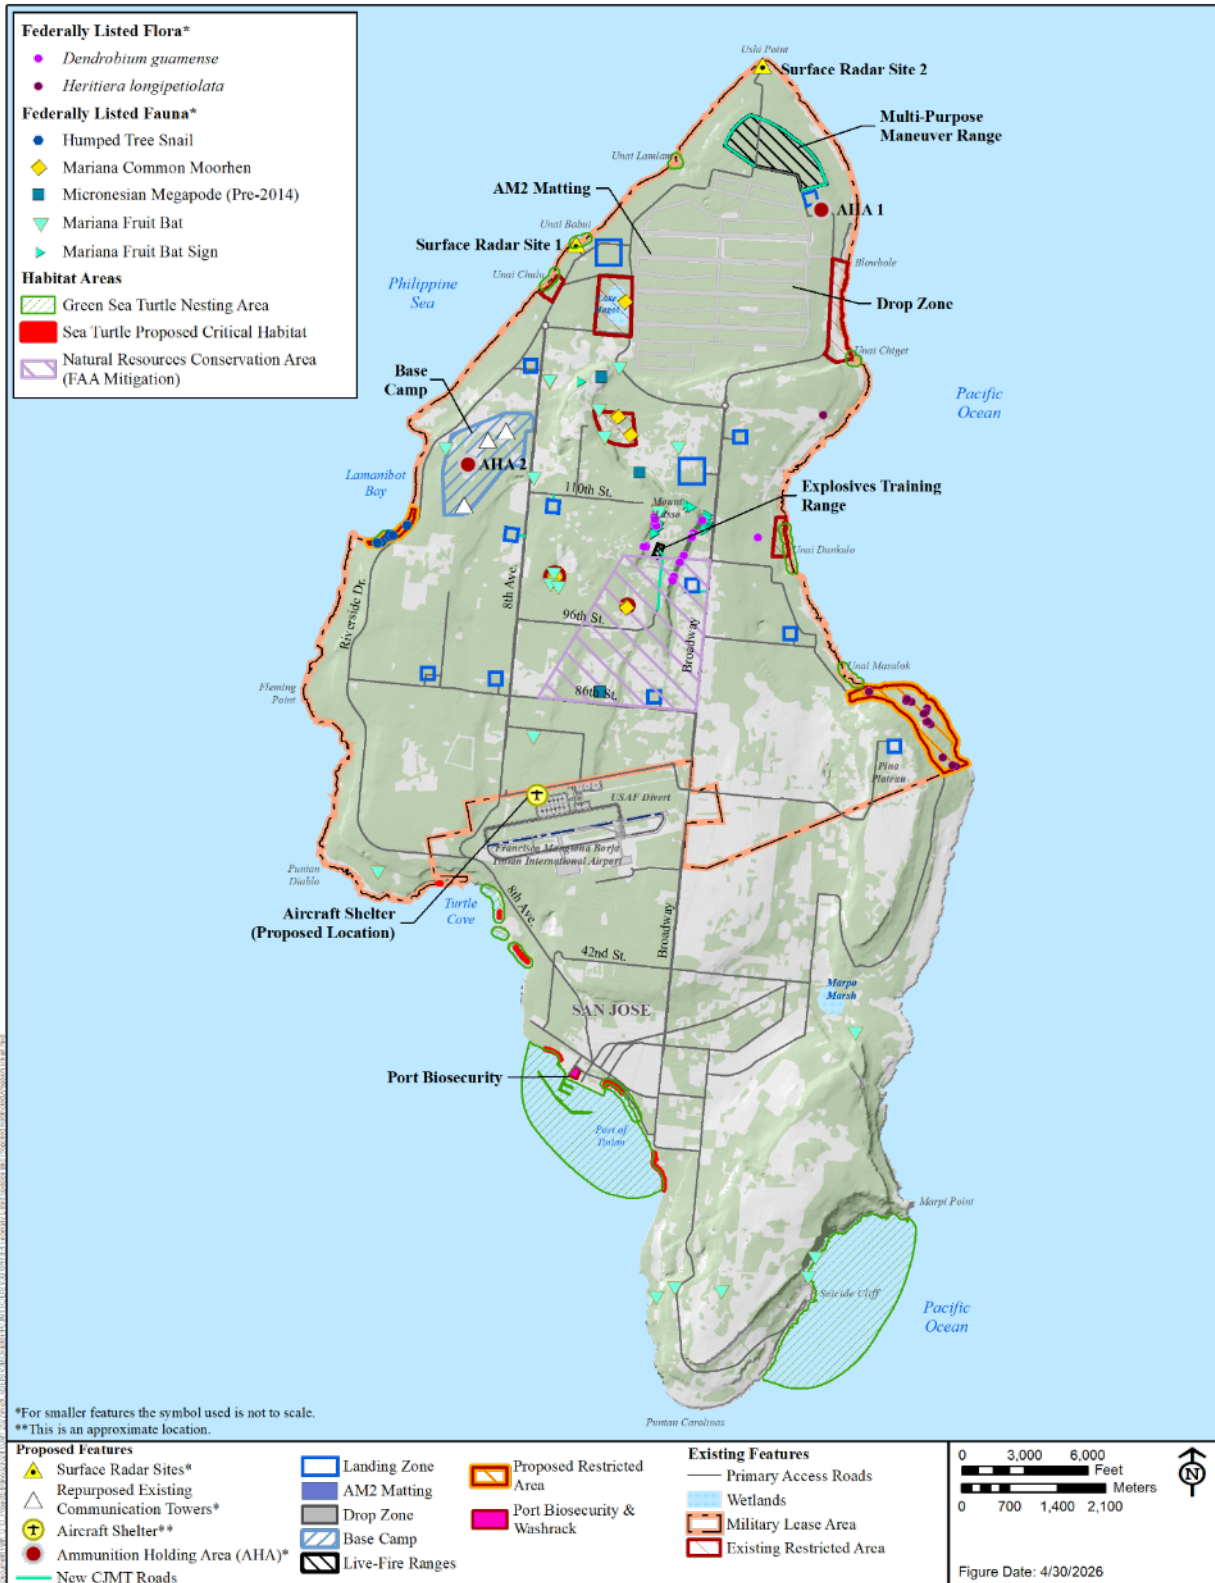 Federally Listed Flora*
Dendrobium guamense
Heritiera longipetiolata
Federally Listed Fauna*
Humped Tree Snail
Mariana Common Moorhen
Micronesian Megapode (Pre-2014)
Mariana Fruit Bat
Mariana Fruit Bat Sign
Habitat Areas
Green Sea Turtle Nesting Area
Sea Turtle Proposed Critical Habitat
Natural Resources Conservation Area
(FAA Mitigation)
Ushi Point
Surface Radar Site 2
Multi-Purpose
Maneuver Range
Unai Lamlam
AM2 Matting
AHA 1
Unai Babui
Surface Radar Site 1
Unai Chulu
Blowhole
Philippine
Sea
Drop Zone
Unai Chiget
Base
Camp
Pacific
Ocean
AHA 2
Lamanibot
Bay
110th St.
Mount
Explosives Training
Range
Unai Dankulo
8th Ave.
Riverside Dr.
96th St.
Broadway
Unai Masalok
Fleming
Point
86th St.
Pina
Plateau
USAF Divert
Francisco Manglona Borja
Tinian International Airport
Puntan
Diablo
Turtle
Cove
8th Ave.
Aircraft Shelter
(Proposed Location)
Broadway
42nd St.
Marpo
Marsh
SAN JOSE
Port Biosecurity
Port of
Tinian
Marpi Point
Suicide Cliff
Pacific
Ocean
Puntan Carolinas
*For smaller features the symbol used is not to scale.
**This is an approximate location.
Proposed Features
Surface Radar Sites*
Repurposed Existing
Communication Towers*
Aircraft Shelter**
Ammunition Holding Area (AHA)*
New CJMT Roads
Landing Zone
AM2 Matting
Drop Zone
Base Camp
Live-Fire Ranges
Proposed Restricted
Area
Port Biosecurity &
Washrack
Existing Features
Primary Access Roads
Wetlands
Military Lease Area
Existing Restricted Area
0 3,000 6,000
Feet
Meters
0 700 1,400 2,100
N
Figure Date: 4/30/2026